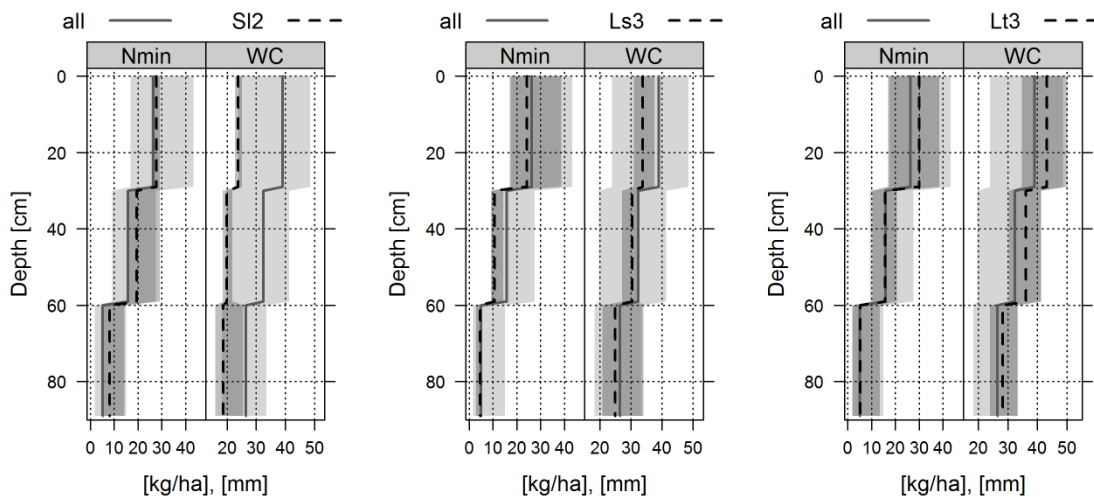 all Sl2 all Ls3 all Lt3
Nmin WC Nmin WC Nmin WC
0 0 0
20 20 20
40 40 40
60 60 60
80 80 80
Depth [cm] Depth [cm] Depth [cm]
0 10 20 30 40 20 30 40 50 0 10 20 30 40 20 30 40 50 0 10 20 30 40 20 30 40 50
[kg/ha], [mm] [kg/ha], [mm] [kg/ha], [mm]